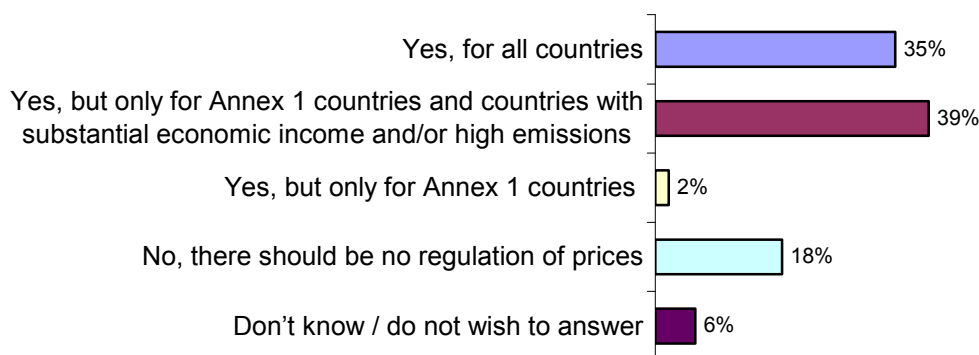 Yes, for all countries 35%
Yes, but only for Annex 1 countries and countries with
substantial economic income and/or high emissions 39%
Yes, but only for Annex 1 countries 2%
No, there should be no regulation of prices 18%
Don't know / do not wish to answer 6%